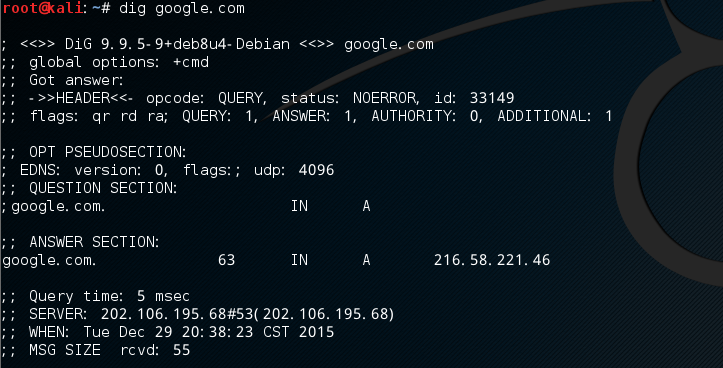 root@kali:~# dig google.com
; <<>> DiG 9.9.5-9+deb8u4-Debian <<>> google.com
;; global options: +cmd
;; Got answer:
;; ->>HEADER<<- opcode: QUERY, status: NOERROR, id: 33149
;; flags: qr rd ra; QUERY: 1, ANSWER: 1, AUTHORITY: 0, ADDITIONAL: 1
;; OPT PSEUDOSECTION:
; EDNS: version: 0, flags:; udp: 4096
;; QUESTION SECTION:
;google.com. IN A
;; ANSWER SECTION:
google.com. 63 IN A 216.58.221.46
;; Query time: 5 msec
;; SERVER: 202.106.195.68#53(202.106.195.68)
;; WHEN: Tue Dec 29 20:38:23 CST 2015
;; MSG SIZE rcvd: 55